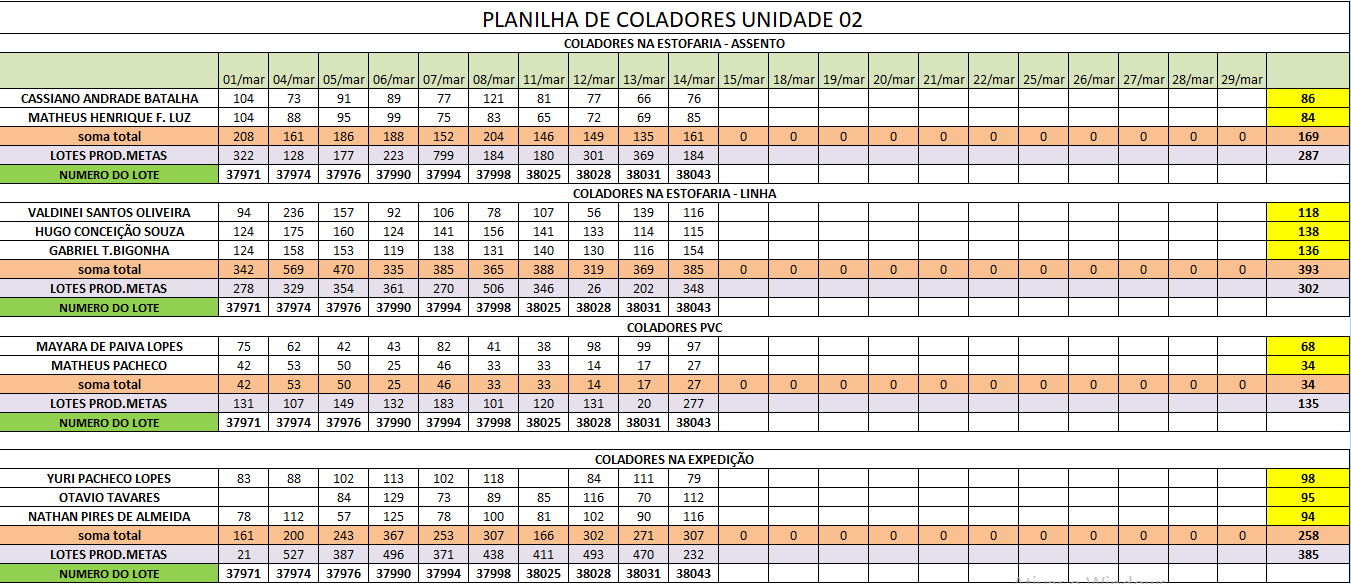 PLANILHA DE COLADORES UNIDADE 02
COLADORES NA ESTOFARIA - ASSENTO
01/mar 04/mar 05/mar 06/mar 07/mar 08/mar 11/mar 12/mar 13/mar 14/mar 15/mar 18/mar 19/mar 20/mar 21/mar 22/mar 25/mar 26/mar 27/mar 28/mar 29/mar
CASSIANO ANDRADE BATALHA 104 73 91 89 77 121 81 77 66 76 86
MATHEUS HENRIQUE F. LUZ 104 88 95 99 75 83 65 72 69 85 84
soma total 208 161 186 188 152 204 146 149 135 161 0 0 0 0 0 0 0 0 0 0 0 169
LOTES PROD.METAS 322 128 177 223 799 184 180 301 369 184 287
NUMERO DO LOTE 37971 37974 37976 37990 37994 37998 38025 38028 38031 38043
COLADORES NA ESTOFARIA - LINHA
VALDINEI SANTOS OLIVEIRA 94 236 157 92 106 78 107 56 139 116 118
HUGO CONCEIÇÃO SOUZA 124 175 160 124 141 156 141 133 114 115 138
GABRIEL T.BIGONHA 124 158 153 119 138 131 140 130 116 154 136
soma total 342 569 470 335 385 365 388 319 369 385 0 0 0 0 0 0 0 0 0 0 0 393
LOTES PROD.METAS 278 329 354 361 270 506 346 26 202 348 302
NUMERO DO LOTE 37971 37974 37976 37990 37994 37998 38025 38028 38031 38043
COLADORES PVC
MAYARA DE PAIVA LOPES 75 62 42 43 82 41 38 98 99 97 68
MATHEUS PACHECO 42 53 50 25 46 33 33 14 17 27 34
soma total 42 53 50 25 46 33 33 14 17 27 0 0 0 0 0 0 0 0 0 0 0 34
LOTES PROD.METAS 131 107 149 132 183 101 120 131 20 277 135
NUMERO DO LOTE 37971 37974 37976 37990 37994 37998 38025 38028 38031 38043
COLADORES NA EXPEDIÇÃO
YURI PACHECO LOPES 83 88 102 113 102 118 84 111 79 98
OTAVIO TAVARES 84 129 73 89 85 116 70 112 95
NATHAN PIRES DE ALMEIDA 78 112 57 125 78 100 81 102 90 116 94
soma total 161 200 243 367 253 307 166 302 271 307 0 0 0 0 0 0 0 0 0 0 0 258
LOTES PROD.METAS 21 527 387 496 371 438 411 493 470 232 385
NUMERO DO LOTE 37971 37974 37976 37990 37994 37998 38025 38028 38031 38043